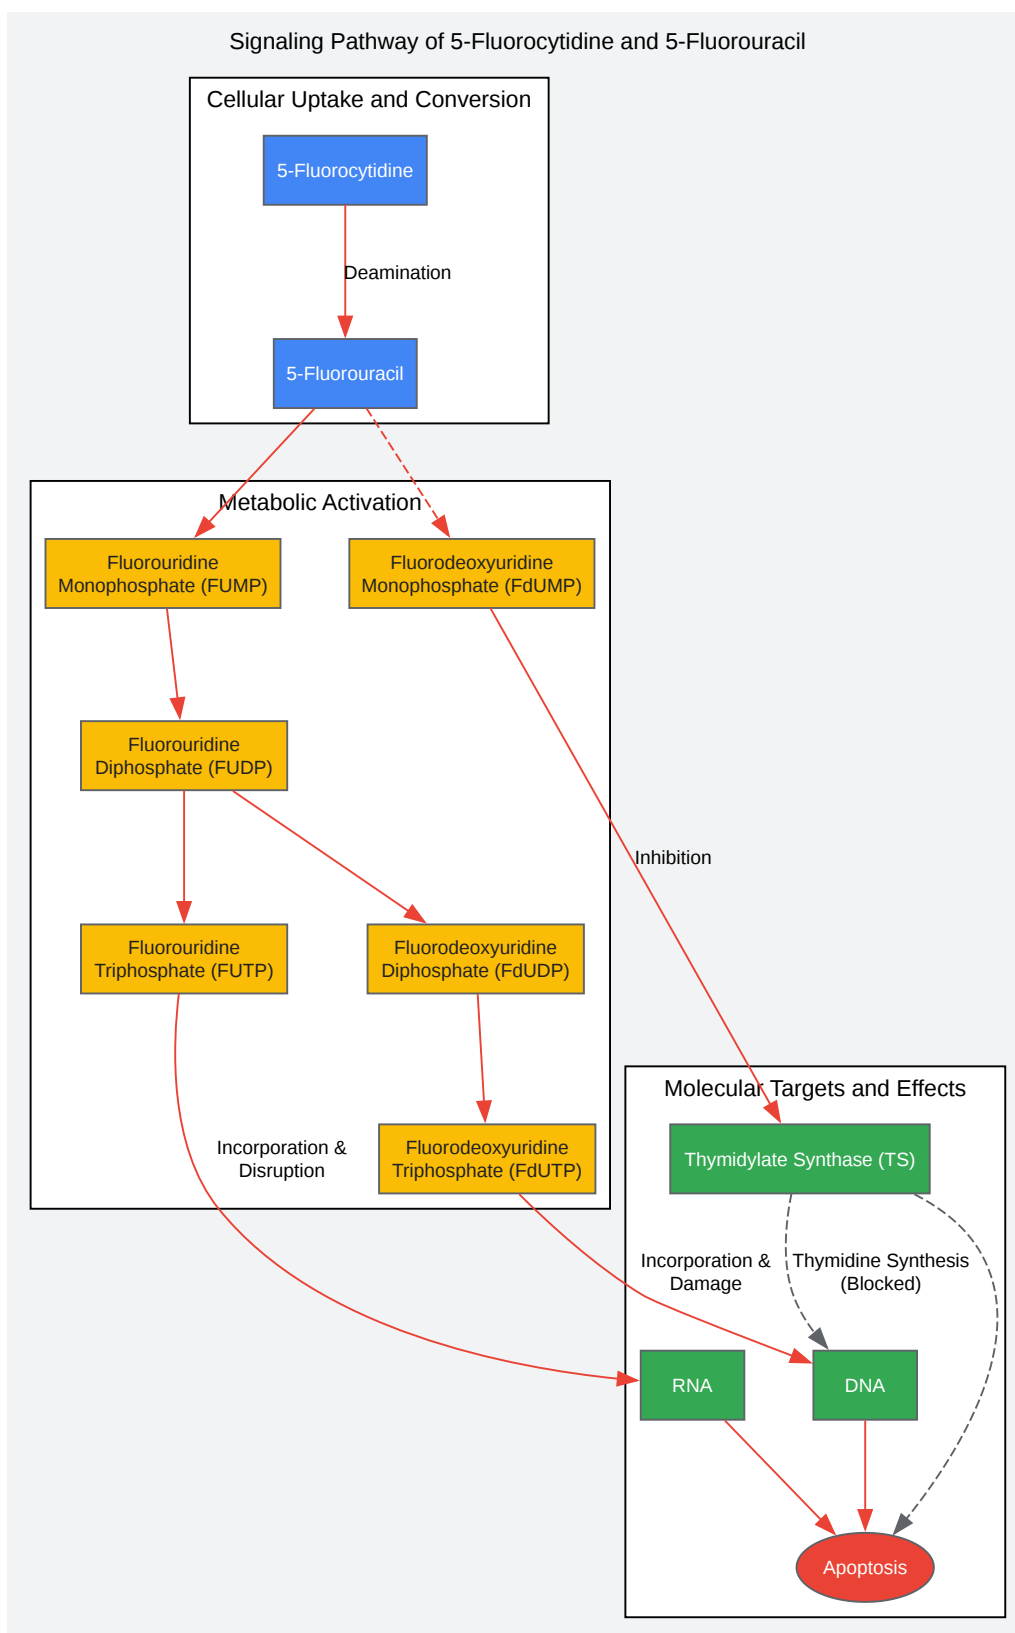 Signaling Pathway of 5-Fluorocytidine and 5-Fluorouracil
Cellular Uptake and Conversion
5-Fluorocytidine
Deamination
5-Fluorouracil
Metabolic Activation
Fluorouridine
Monophosphate (FUMP)
Fluorodeoxyuridine
Monophosphate (FdUMP)
Fluorouridine
Diphosphate (FUDP)
Inhibition
Fluorouridine
Triphosphate (FUTP)
Fluorodeoxyuridine
Diphosphate (FdUDP)
Molecular Targets and Effects
Incorporation &
Disruption
Fluorodeoxyuridine
Triphosphate (FdUTP)
Thymidylate Synthase (TS)
Incorporation &
Damage
Thymidine Synthesis
(Blocked)
RNA
DNA
Apoptosis